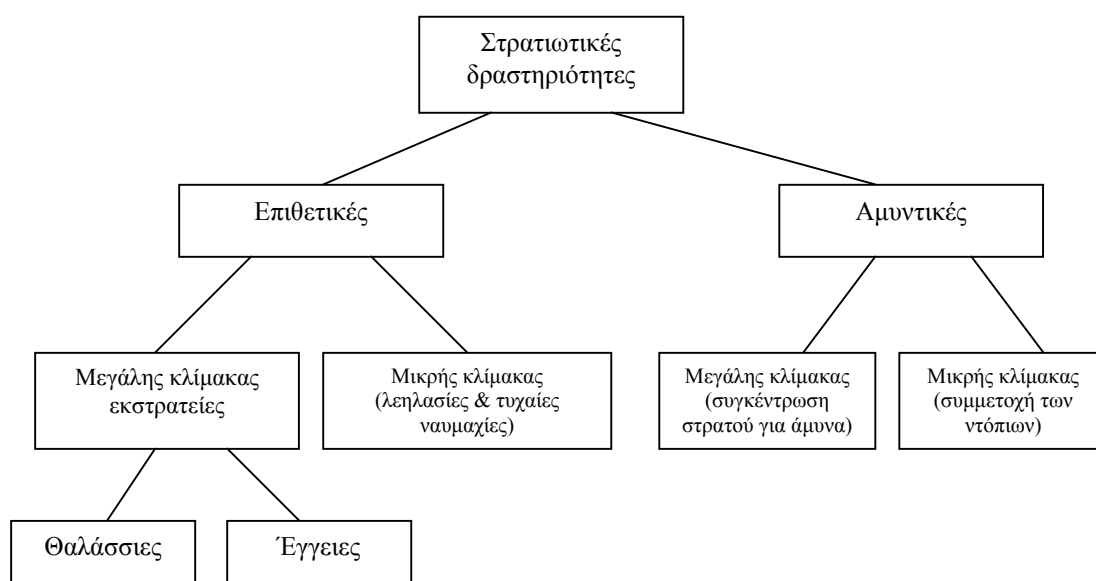 Στρατιωτικές
δραστηριότητες
Επιθετικές
Αμυντικές
Μεγάλης κλίμακας
εκστρατείες
Μικρής κλίμακας
(λεηλασίες & τυχαίες
ναυμαχίες)
Μεγάλης κλίμακας
(συγκέντρωση
στρατού για άμυνα)
Μικρής κλίμακας
(συμμετοχή των
ντόπιων)
Θαλάσσιες
Έγγειες